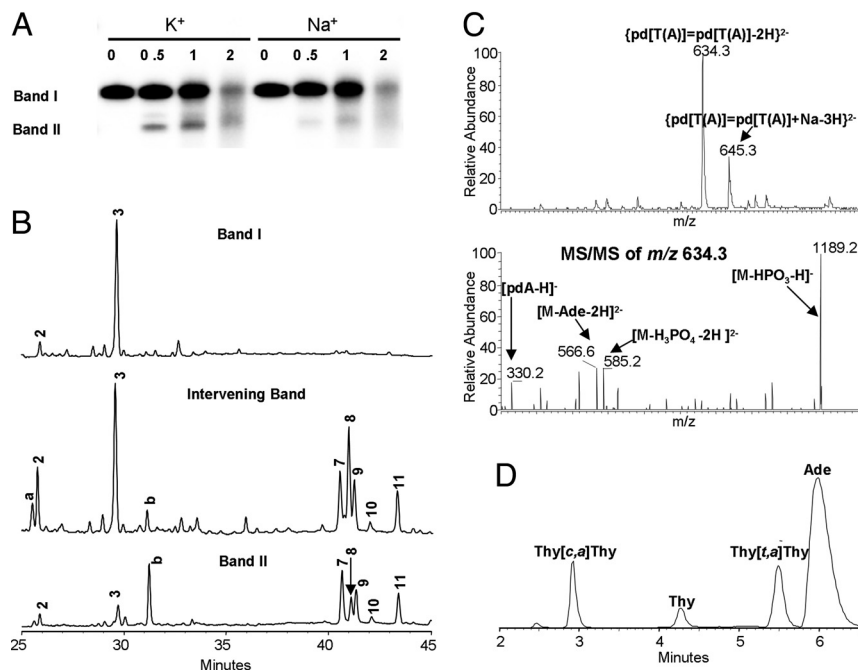 A
K+
Na+
0 0.5 1 2 0 0.5 1 2
Band I
Band II
B
3
Band I
2
Intervening Band
3
8
2
7
9
a
b
11
10
Band II
b
7
8
9
11
3
2
10
25 30 35 40 45
Minutes
C
{pd[T(A)]=pd[T(A)]-2H}2-
634.3
{pd[T(A)]=pd[T(A)]+Na-3H}2-
645.3
Relative Abundance
100
80
60
40
20
0
m/z
MS/MS of m/z 634.3
1189.2
[pdA-H]-
[M-HPO3-H]-
[M-Ade-2H]2-
[M-H3PO4 -2H ]2-
566.6
585.2
330.2
Relative Abundance
100
80
60
40
20
0
m/z
D
Ade
Thy[c,a]Thy
Thy[t,a]Thy
Thy
2 3 4 5 6
Minutes